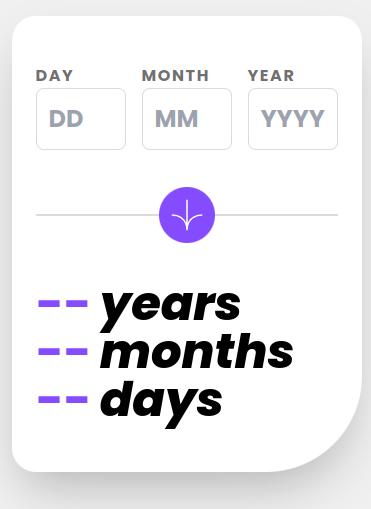 DAY MONTH YEAR
DD MM YYYY
-- years
-- months
-- days